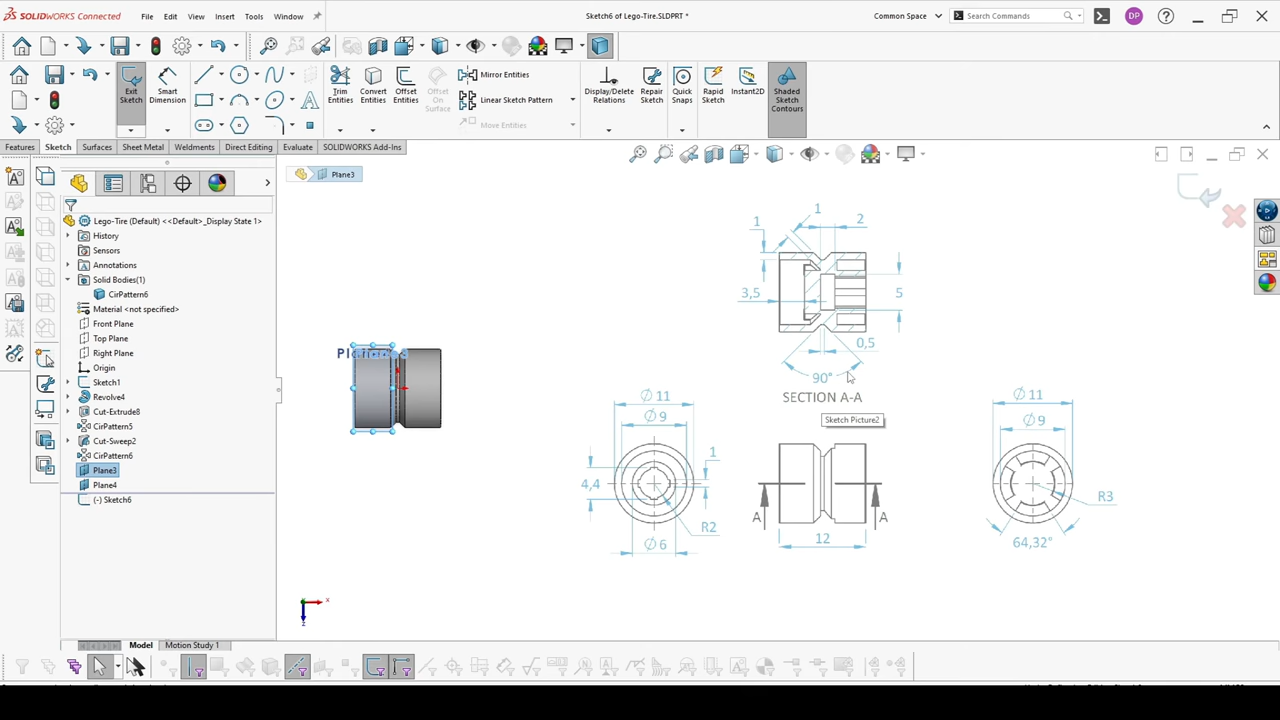 SOLIDWORKS Connected
File Edit View Insert Tools Window
Sketch6 of Lego-Tire.SLDPRT *
Common Space
Search Commands
DP
Exit Sketch
Smart Dimension
Trim Entities
Convert Entities
Offset Entities
Offset On Surface
Mirror Entities
Linear Sketch Pattern
Move Entities
Display/Delete Relations
Repair Sketch
Quick Snaps
Rapid Sketch
Instant2D
Shaded Sketch Contours
Features Sketch Surfaces Sheet Metal Weldments Direct Editing Evaluate SOLIDWORKS Add-Ins
Plane3
Lego-Tire (Default) <<Default>_Display State 1>
History
Sensors
Annotations
Solid Bodies(1)
CirPattern6
Material <not specified>
Front Plane
Top Plane
Right Plane
Origin
Sketch1
Revolve4
Cut-Extrude8
CirPattern5
Cut-Sweep2
CirPattern6
Plane3
Plane4
(-) Sketch6
1
1
2
3,5
5
0,5
90°
SECTION A-A
Sketch Picture2
Ø 11
Ø 9
1
4,4
R2
Ø 6
A
A
12
Ø 11
Ø 9
R3
64,32°
X
Z
Model Motion Study 1